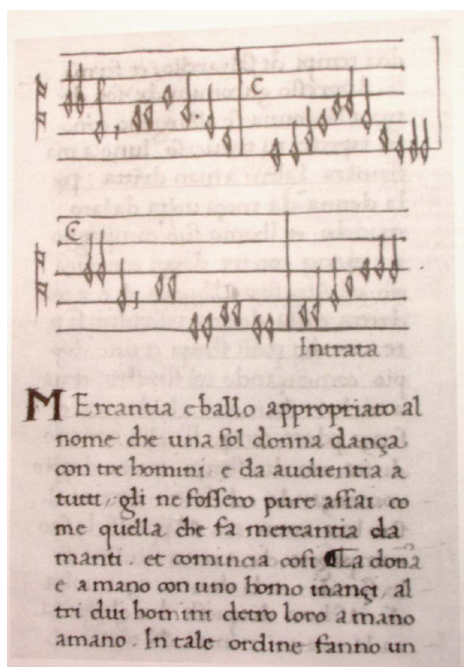 Intrata
MErcantia e ballo appropriato al
nome che una sol donna dança
con tre homini e da audientia a
tutti gli ne fossero pure assai co
me quella che fa mercantia da
manti. et comincia cosi La dona
e a mano con uno homo inançi, al
tri dui homini detro loro a mano
amano. In tale ordine fanno un